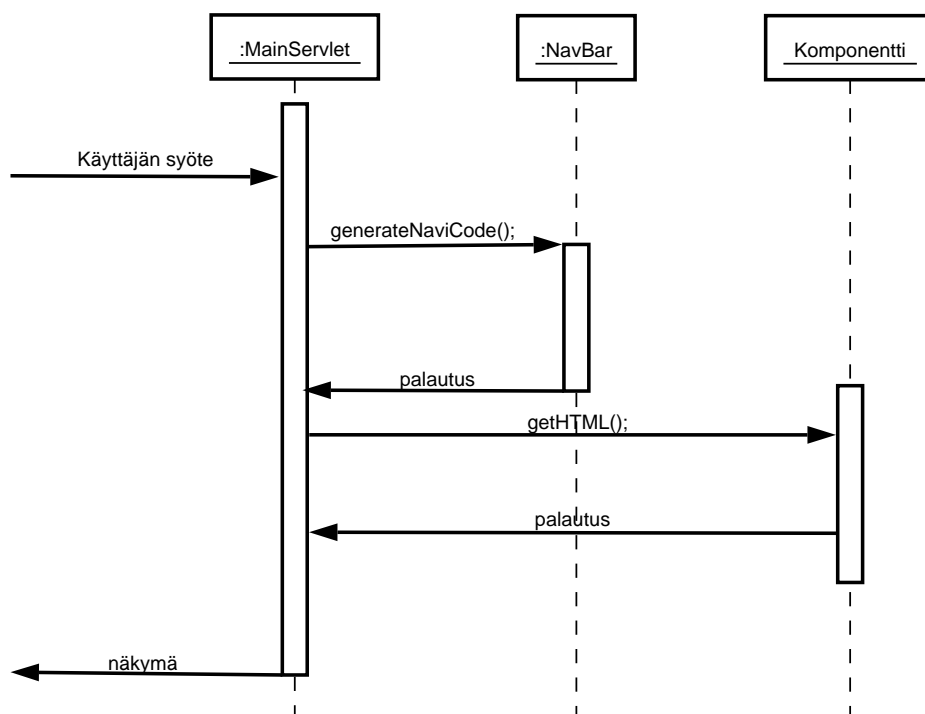 :MainServlet
:NavBar
Komponentti
Käyttäjän syöte
generateNaviCode();
palautus
getHTML();
palautus
näkymä